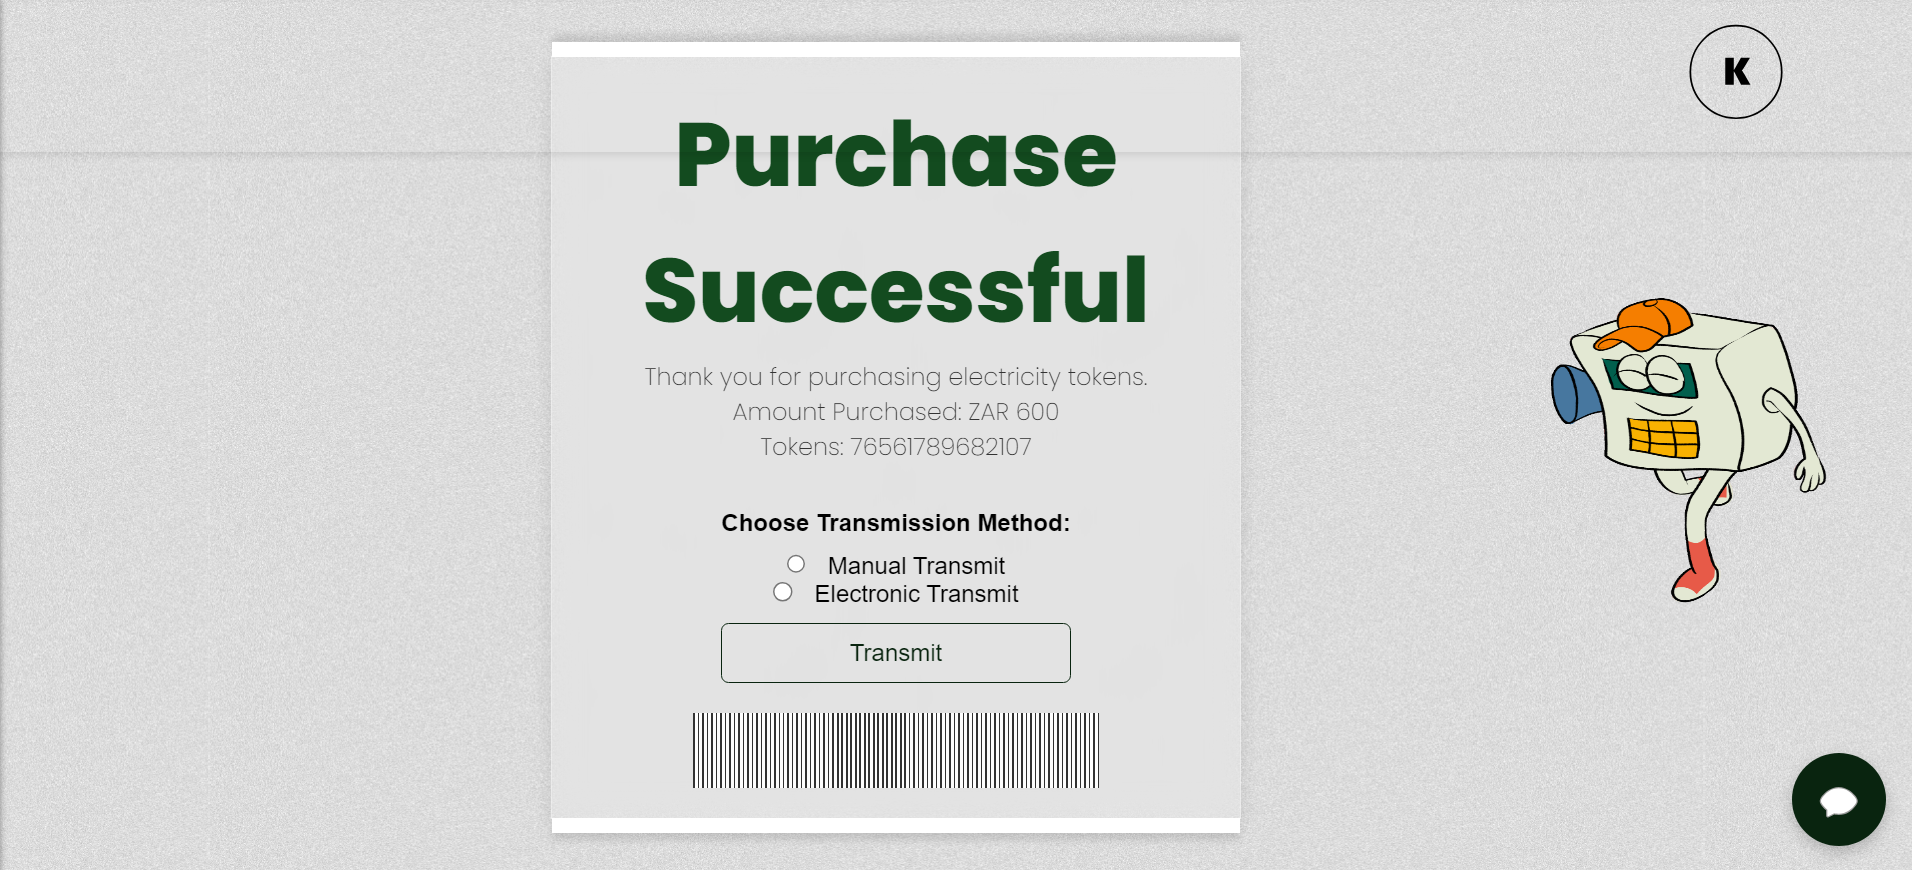 K
Purchase
Successful
Thank you for purchasing electricity tokens.
Amount Purchased: ZAR 600
Tokens: 76561789682107
Choose Transmission Method:
Manual Transmit
Electronic Transmit
Transmit